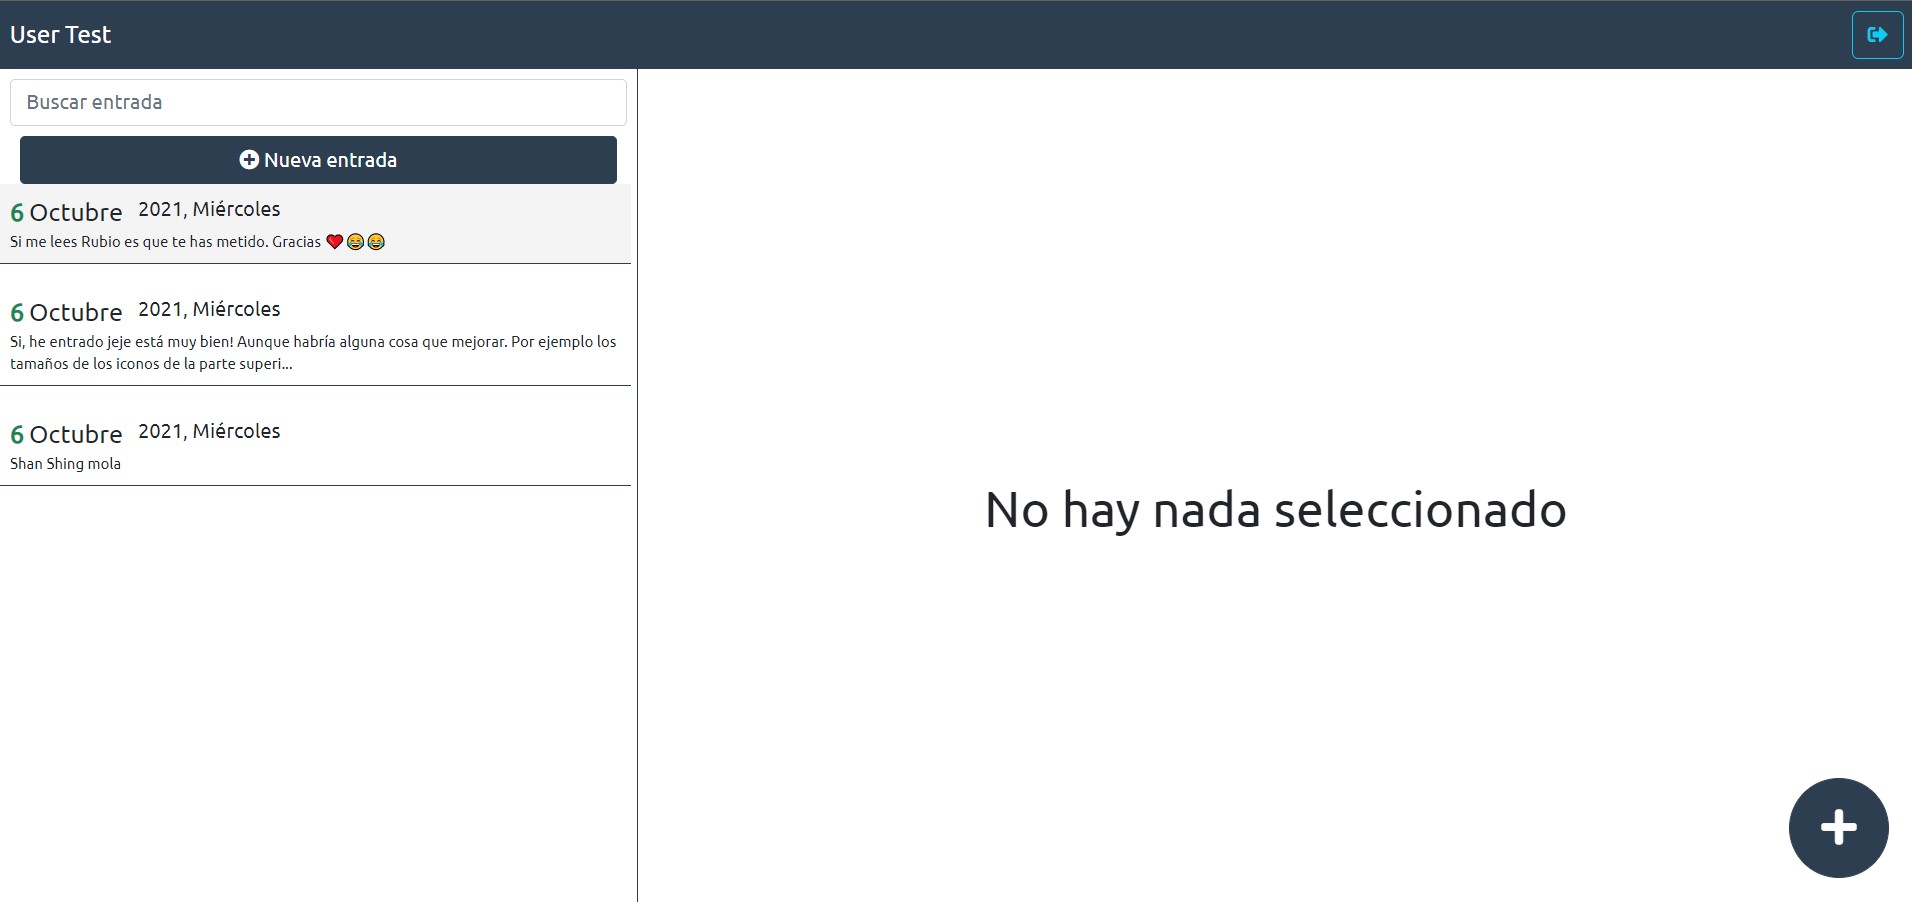 User Test
Buscar entrada
Nueva entrada
6 Octubre 2021, Miércoles
Si me lees Rubio es que te has metido. Gracias ❤️😂😂
6 Octubre 2021, Miércoles
Si, he entrado jeje está muy bien! Aunque habría alguna cosa que mejorar. Por ejemplo los
tamaños de los iconos de la parte superi...
6 Octubre 2021, Miércoles
Shan Shing mola
No hay nada seleccionado